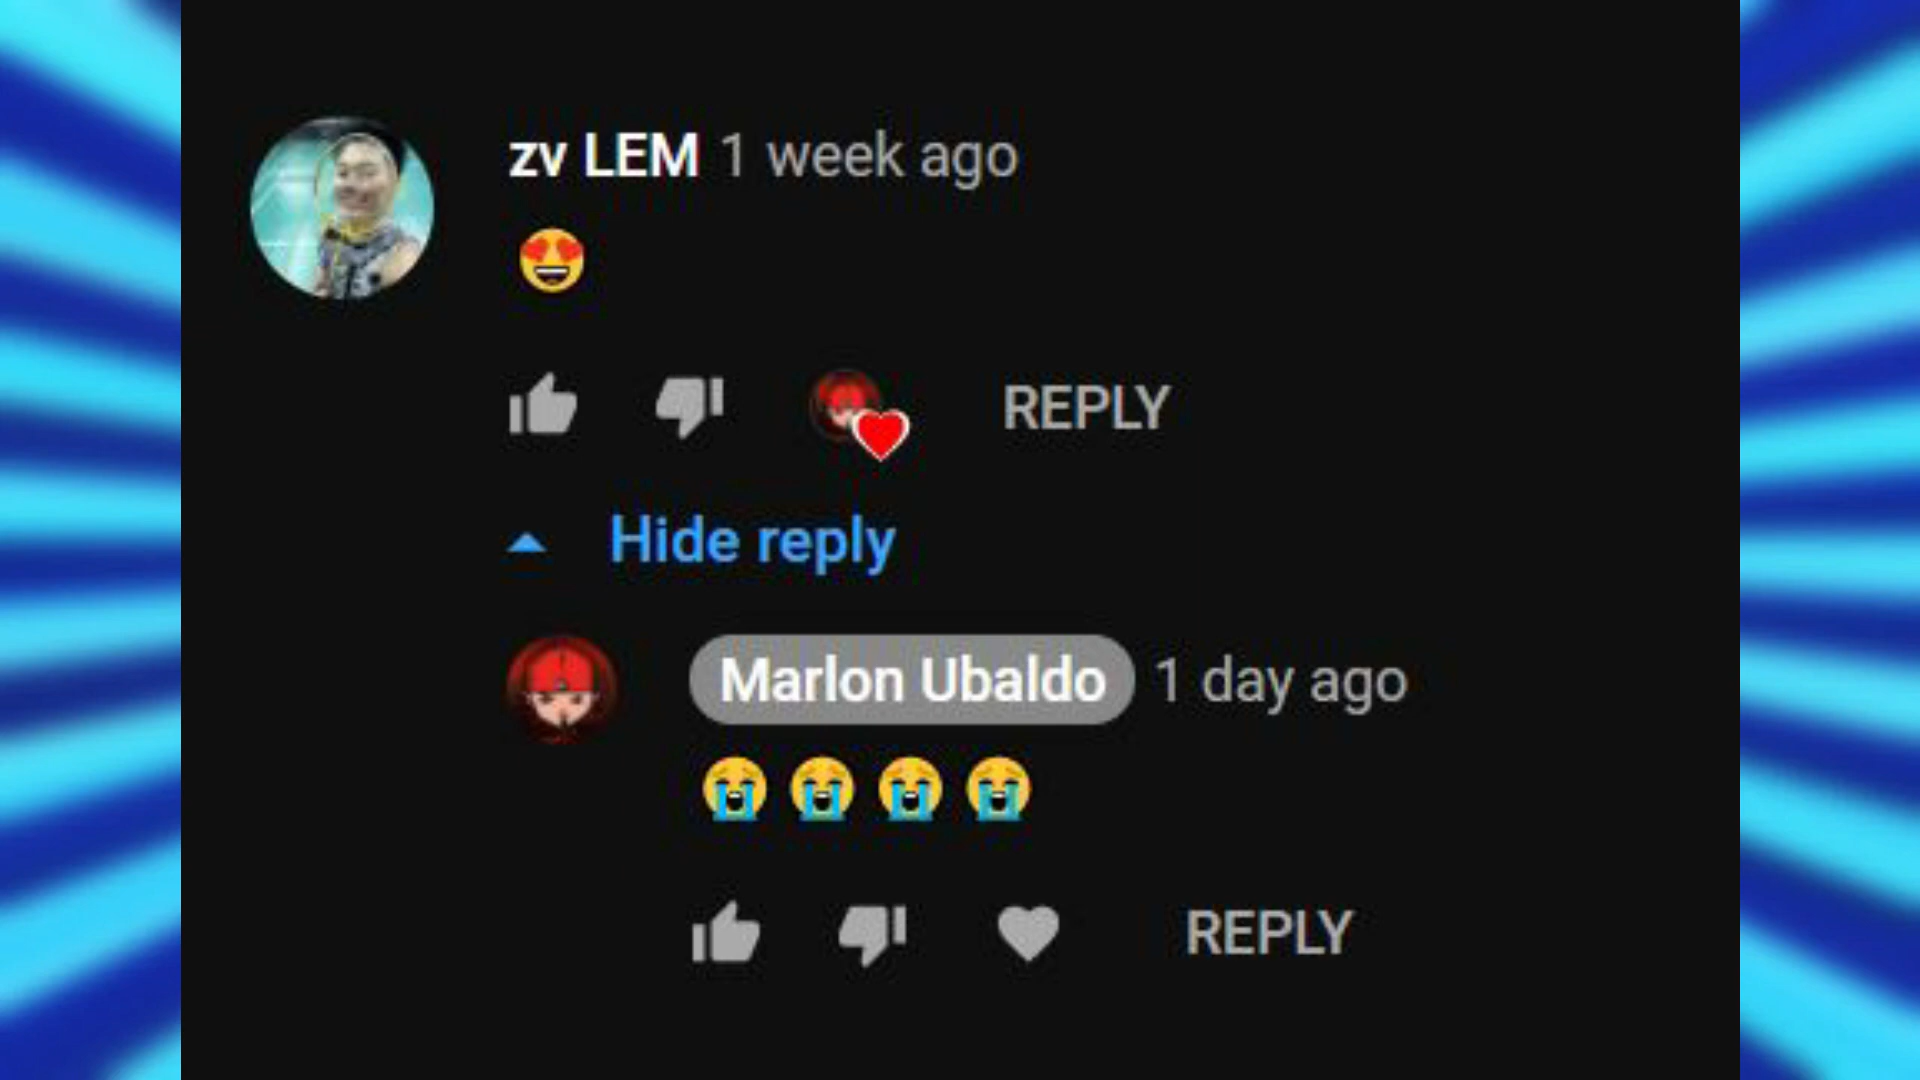 zv LEM 1 week ago
😍
REPLY
Hide reply
Marlon Ubaldo 1 day ago
😭😭😭😭
REPLY